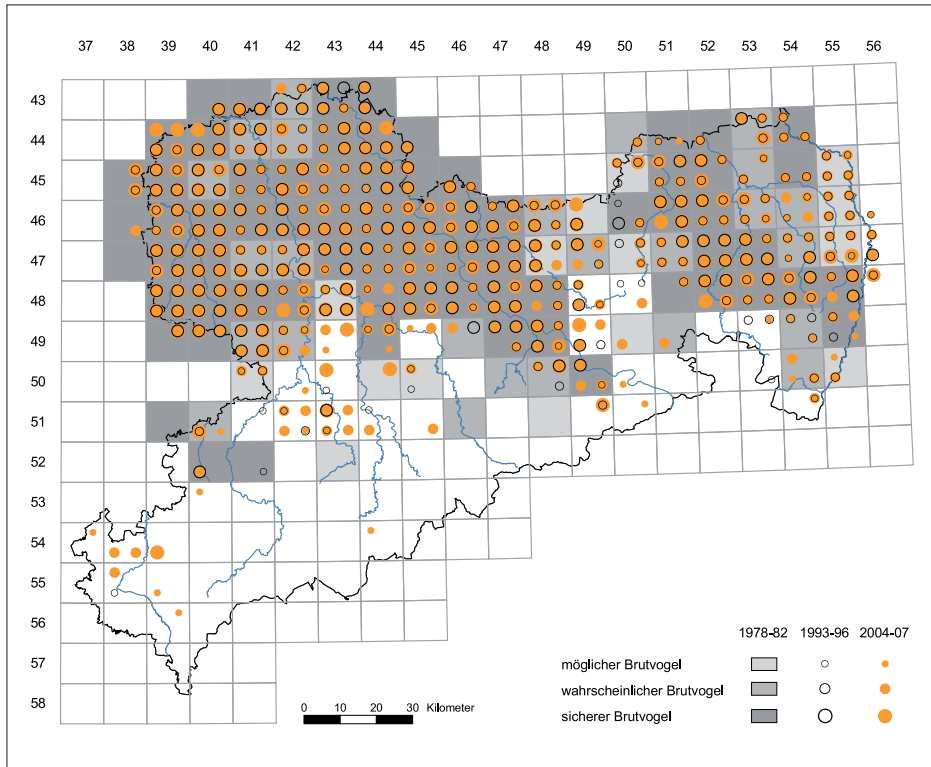 37 38 39 40 41 42 43 44 45 46 47 48 49 50 51 52 53 54 55 56
43
44
45
46
47
48
49
50
51
52
53
54
55
56
57
58
1978-82 1993-96 2004-07
möglicher Brutvogel
wahrscheinlicher Brutvogel
sicherer Brutvogel
0 10 20 30 Kilometer